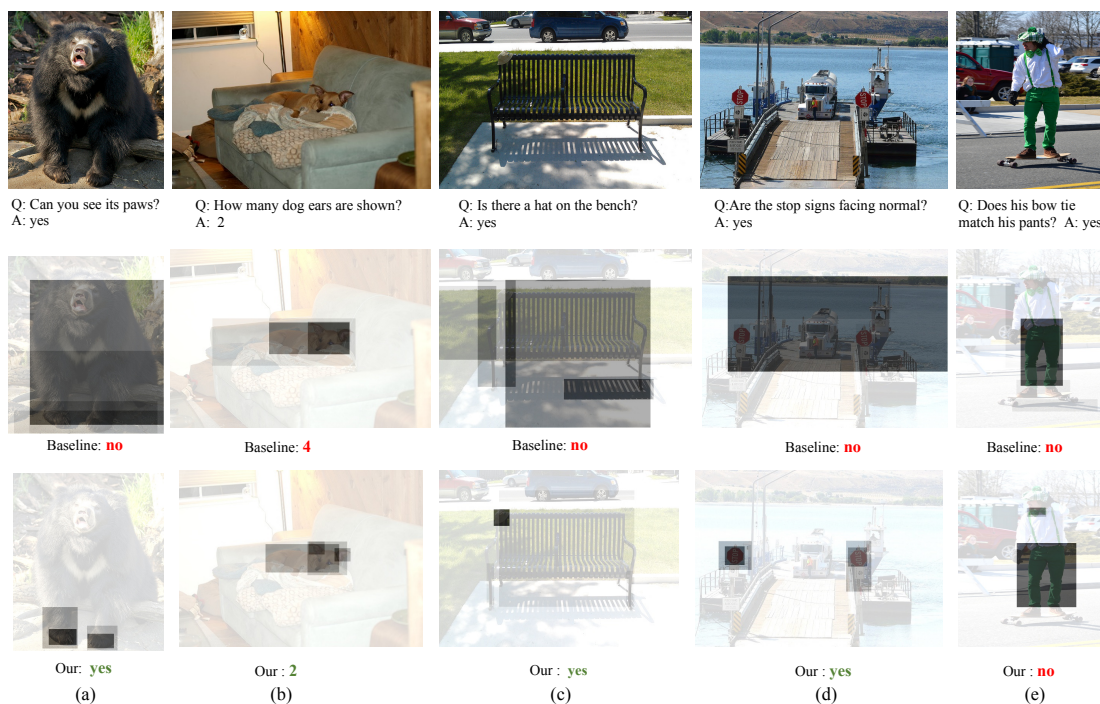 Q: Can you see its paws?
A: yes
Q: How many dog ears are shown?
A: 2
Q: Is there a hat on the bench?
A: yes
Q:Are the stop signs facing normal?
A: yes
Q: Does his bow tie
match his pants? A: yes
Baseline: no
Baseline: 4
Baseline: no
Baseline: no
Baseline: no
Our: yes
Our : 2
Our : yes
Our : yes
Our : no
(a)
(b)
(c)
(d)
(e)